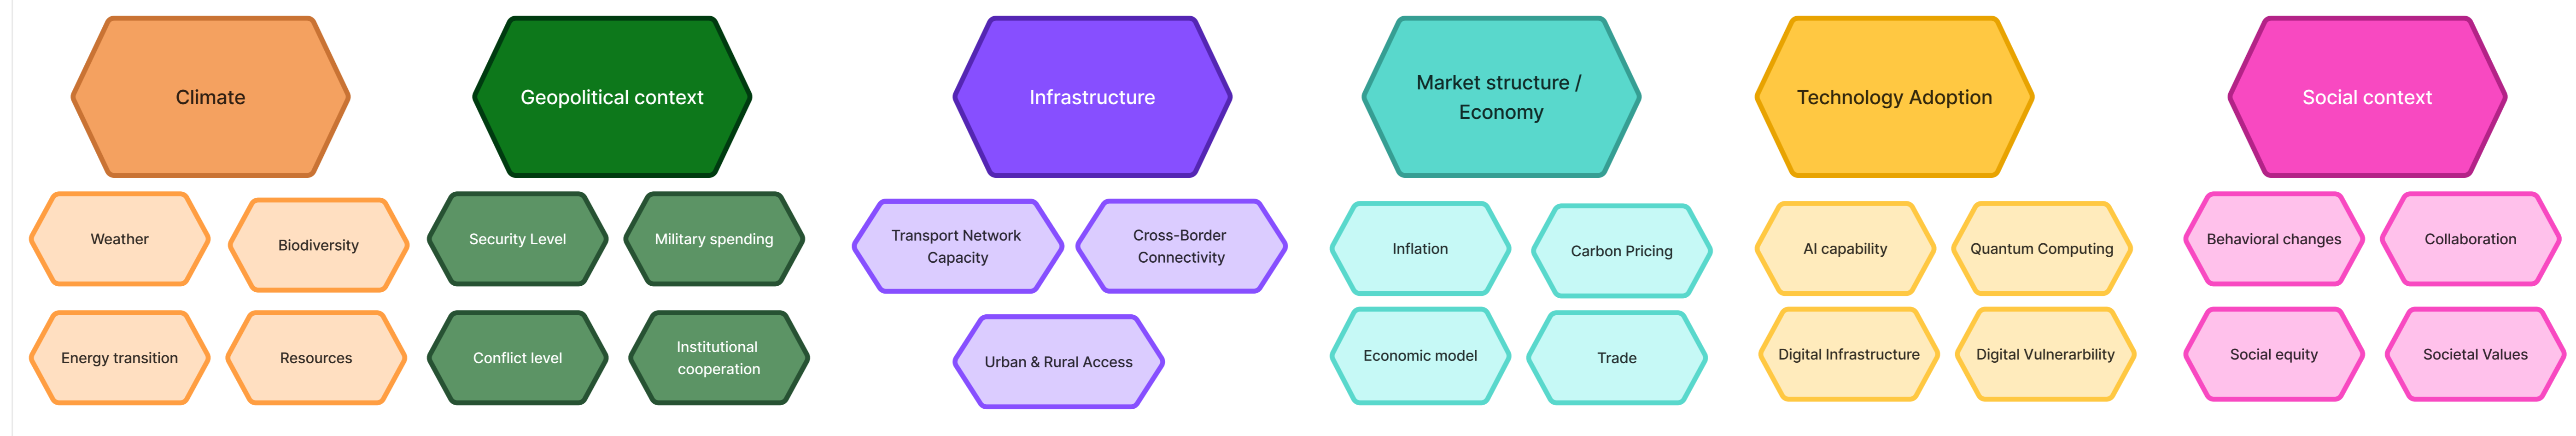 Climate
Geopolitical context
Infrastructure
Market structure /
Economy
Technology Adoption
Social context
Weather
Biodiversity
Energy transition
Resources
Security Level
Military spending
Conflict level
Institutional
cooperation
Transport Network
Capacity
Cross-Border
Connectivity
Urban & Rural Access
Inflation
Carbon Pricing
Economic model
Trade
AI capability
Quantum Computing
Digital Infrastructure
Digital Vulnerarbility
Behavioral changes
Collaboration
Social equity
Societal Values